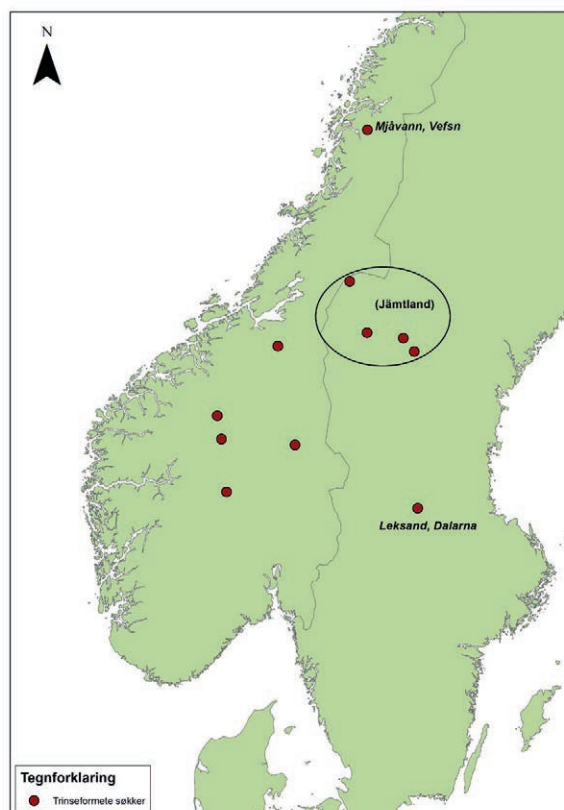 N
Mjåvann, Vefsn
(Jämtland)
Leksand, Dalarna
Tegnforklaring
Trinseformete søkker